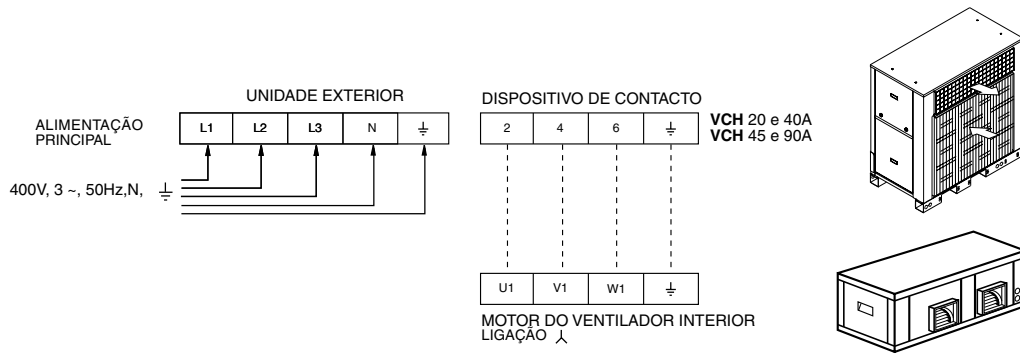 UNIDADE EXTERIOR
ALIMENTAÇÃO
PRINCIPAL
L1 L2 L3 N ⏚
400V, 3 ~, 50Hz,N, ⏚
DISPOSITIVO DE CONTACTO
2 4 6 ⏚
VCH 20 e 40A
VCH 45 e 90A
U1 V1 W1 ⏚
MOTOR DO VENTILADOR INTERIOR
LIGAÇÃO ⅄